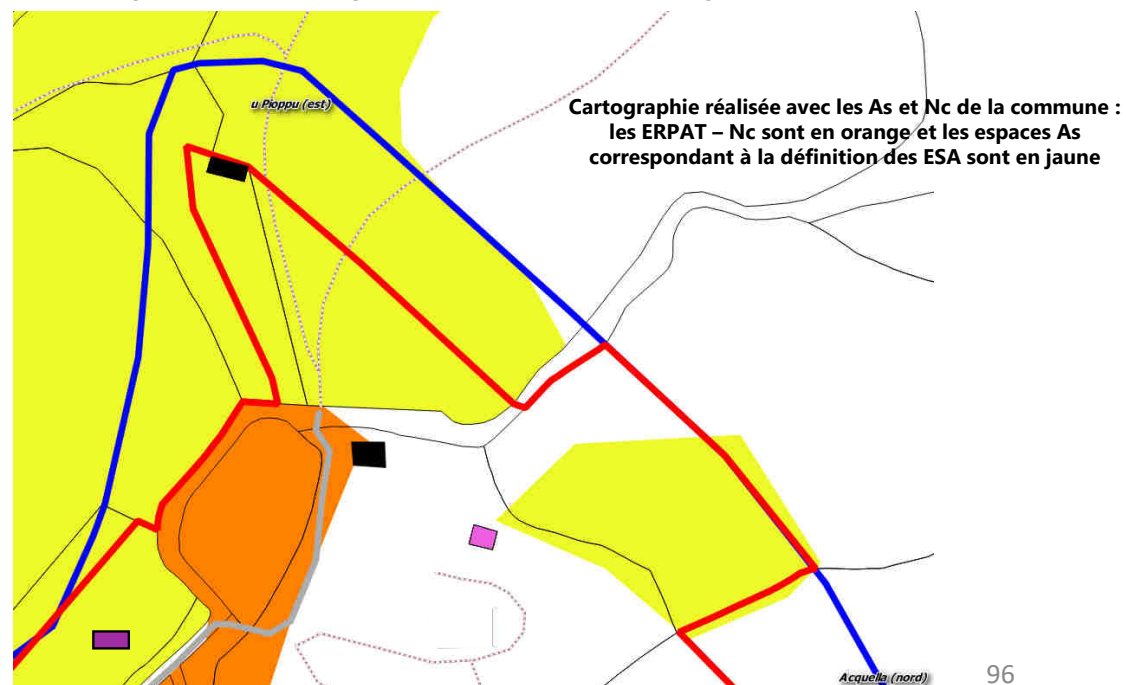 u Pioppu (est)
Cartographie réalisée avec les As et Nc de la commune :
les ERPAT – Nc sont en orange et les espaces As
correspondant à la définition des ESA sont en jaune
Acquella (nord)
96